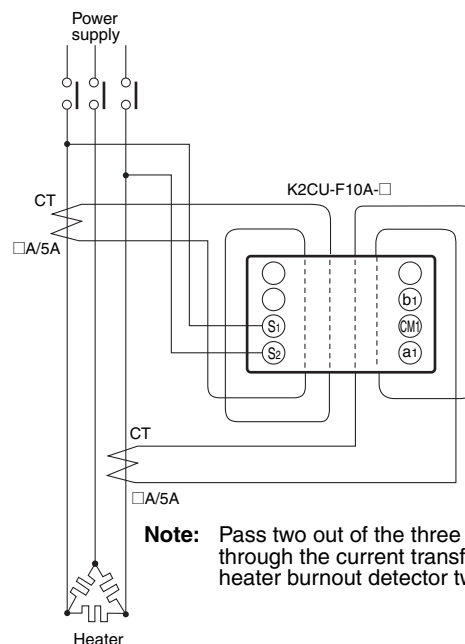 Power
supply
K2CU-F10A-□
CT
□A/5A
b1
S1
CM1
S2
a1
CT
□A/5A
Note: Pass two out of the three
through the current transf
heater burnout detector tw
Heater